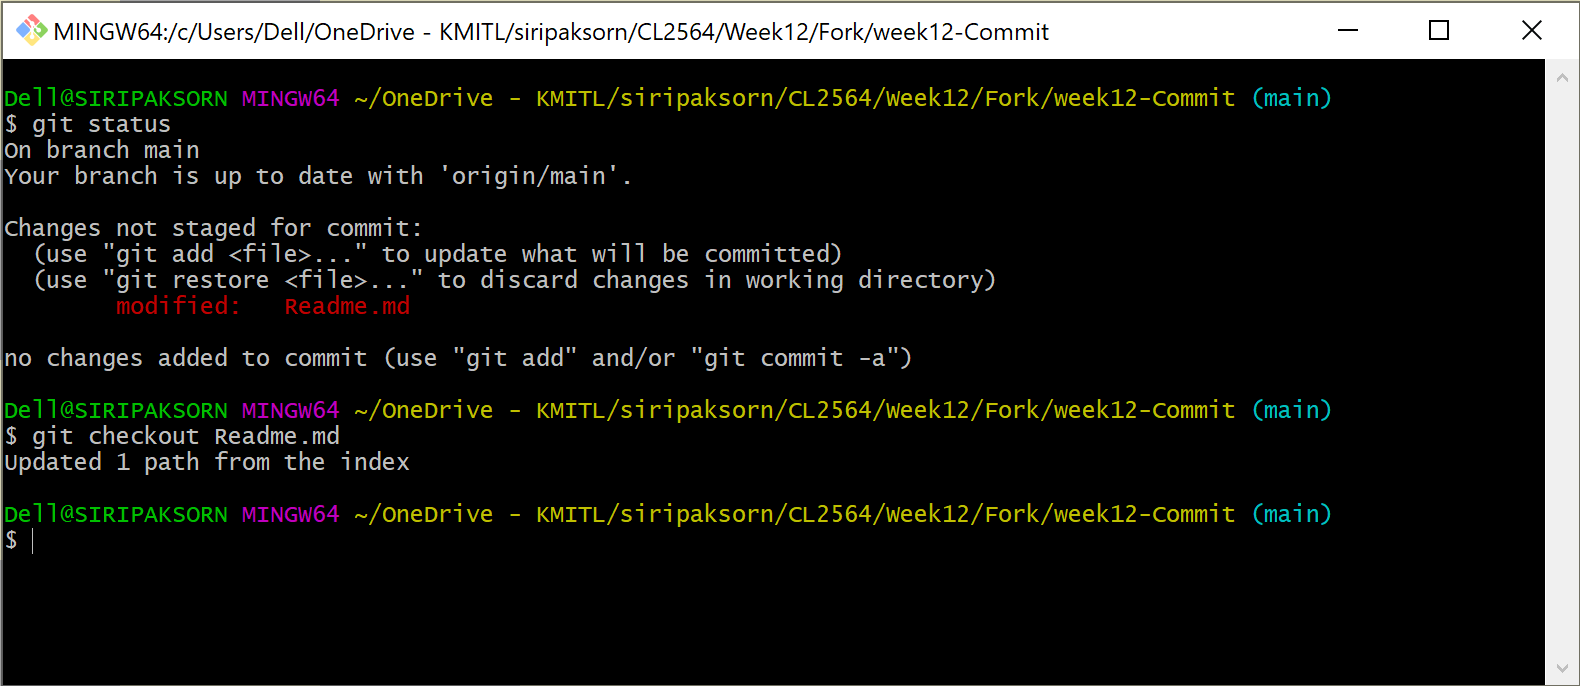 MINGW64:/c/Users/Dell/OneDrive - KMITL/siripaksorn/CL2564/Week12/Fork/week12-Commit
Dell@SIRIPAKSORN MINGW64 ~/OneDrive - KMITL/siripaksorn/CL2564/Week12/Fork/week12-Commit (main)
$ git status
On branch main
Your branch is up to date with 'origin/main'.
Changes not staged for commit:
  (use "git add <file>..." to update what will be committed)
  (use "git restore <file>..." to discard changes in working directory)
        modified:   Readme.md
no changes added to commit (use "git add" and/or "git commit -a")
Dell@SIRIPAKSORN MINGW64 ~/OneDrive - KMITL/siripaksorn/CL2564/Week12/Fork/week12-Commit (main)
$ git checkout Readme.md
Updated 1 path from the index
Dell@SIRIPAKSORN MINGW64 ~/OneDrive - KMITL/siripaksorn/CL2564/Week12/Fork/week12-Commit (main)
$